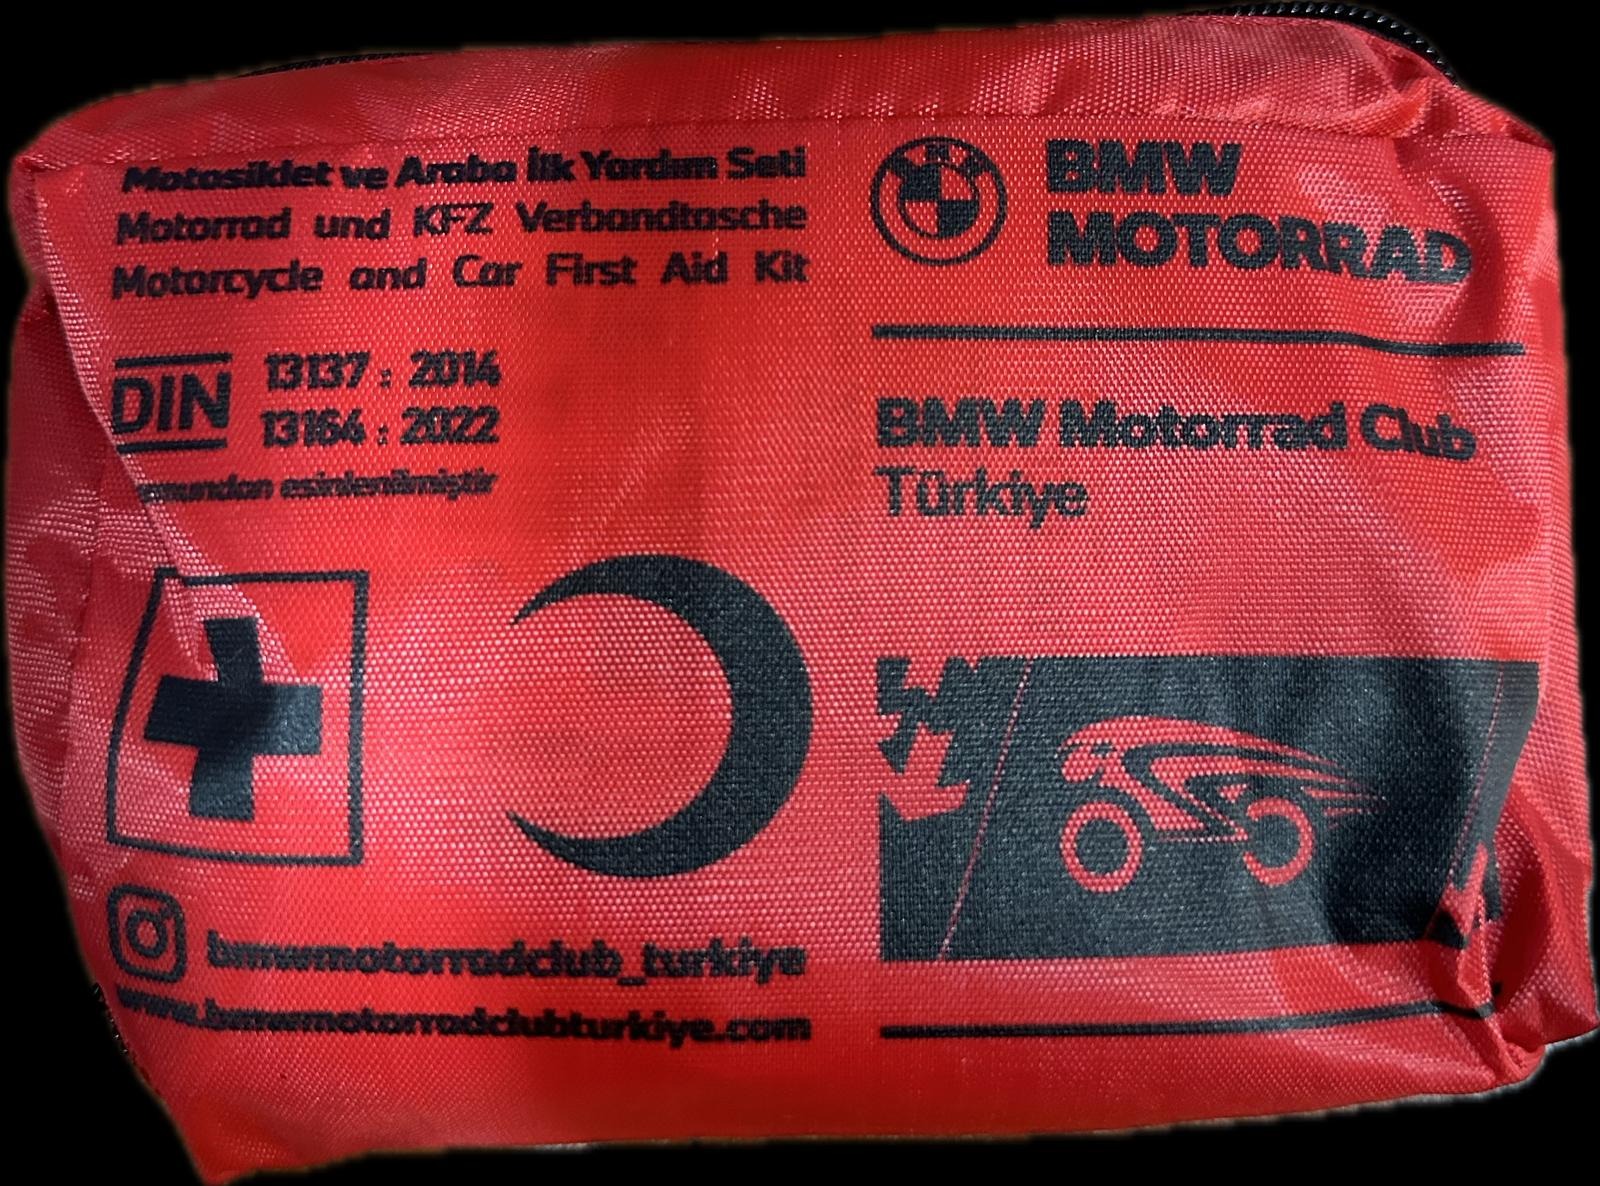 Motosiklet ve Araba İlk Yardım Seti
Motorrad und KFZ Verbandtasche
Motorcycle and Car First Aid Kit
DIN 13137 : 2014
13164 : 2022
esinlenilmiştir
bmwmotorradclub_turkiye
www.bmwmotorradclubturkiye.com
BMW
MOTORRAD
BMW Motorrad Club
Türkiye